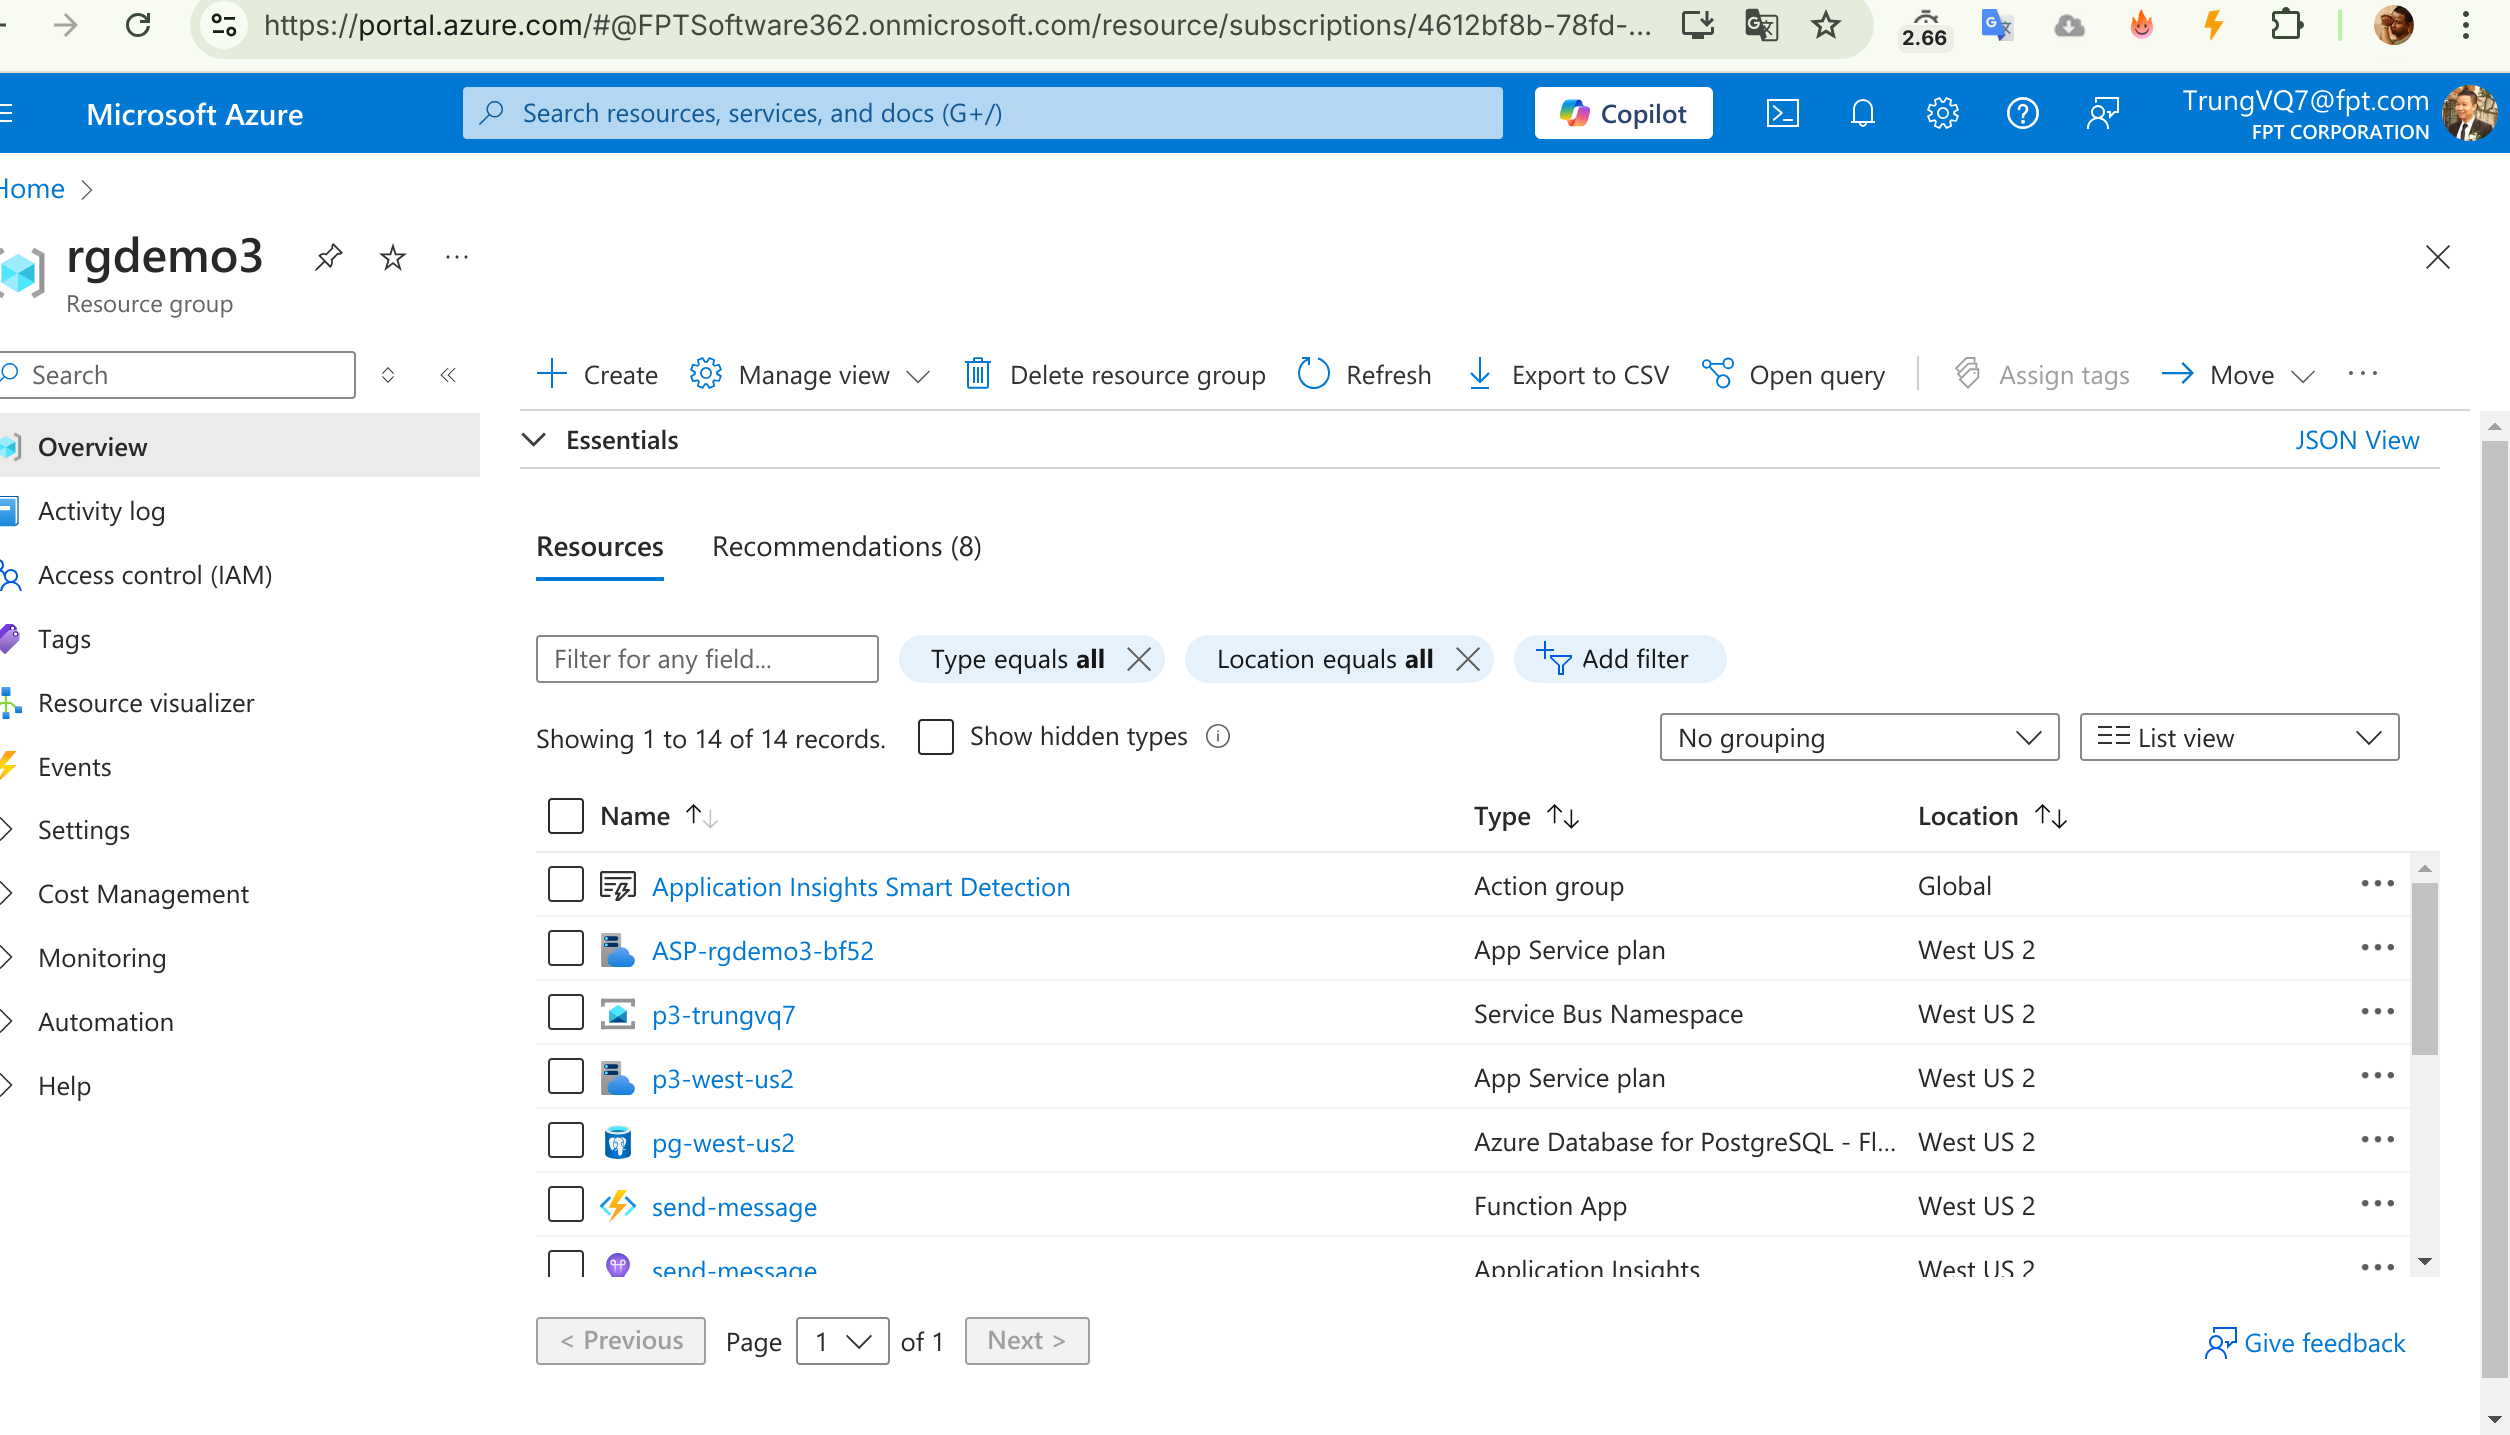 https://portal.azure.com/#@FPTSoftware362.onmicrosoft.com/resource/subscriptions/4612bf8b-78fd-...
2.66
Microsoft Azure
Search resources, services, and docs (G+/)
Copilot
TrungVQ7@fpt.com
FPT CORPORATION
Home
rgdemo3
Resource group
Search
Create
Manage view
Delete resource group
Refresh
Export to CSV
Open query
Assign tags
Move
Overview
Activity log
Access control (IAM)
Tags
Resource visualizer
Events
Settings
Cost Management
Monitoring
Automation
Help
Essentials
JSON View
Resources
Recommendations (8)
Filter for any field...
Type equals all
Location equals all
Add filter
Showing 1 to 14 of 14 records.
Show hidden types
No grouping
List view
Name Type Location
Application Insights Smart Detection Action group Global
ASP-rgdemo3-bf52 App Service plan West US 2
p3-trungvq7 Service Bus Namespace West US 2
p3-west-us2 App Service plan West US 2
pg-west-us2 Azure Database for PostgreSQL - Fl... West US 2
send-message Function App West US 2
send-message Application Insights West US 2
< Previous Page 1 of 1 Next >
Give feedback